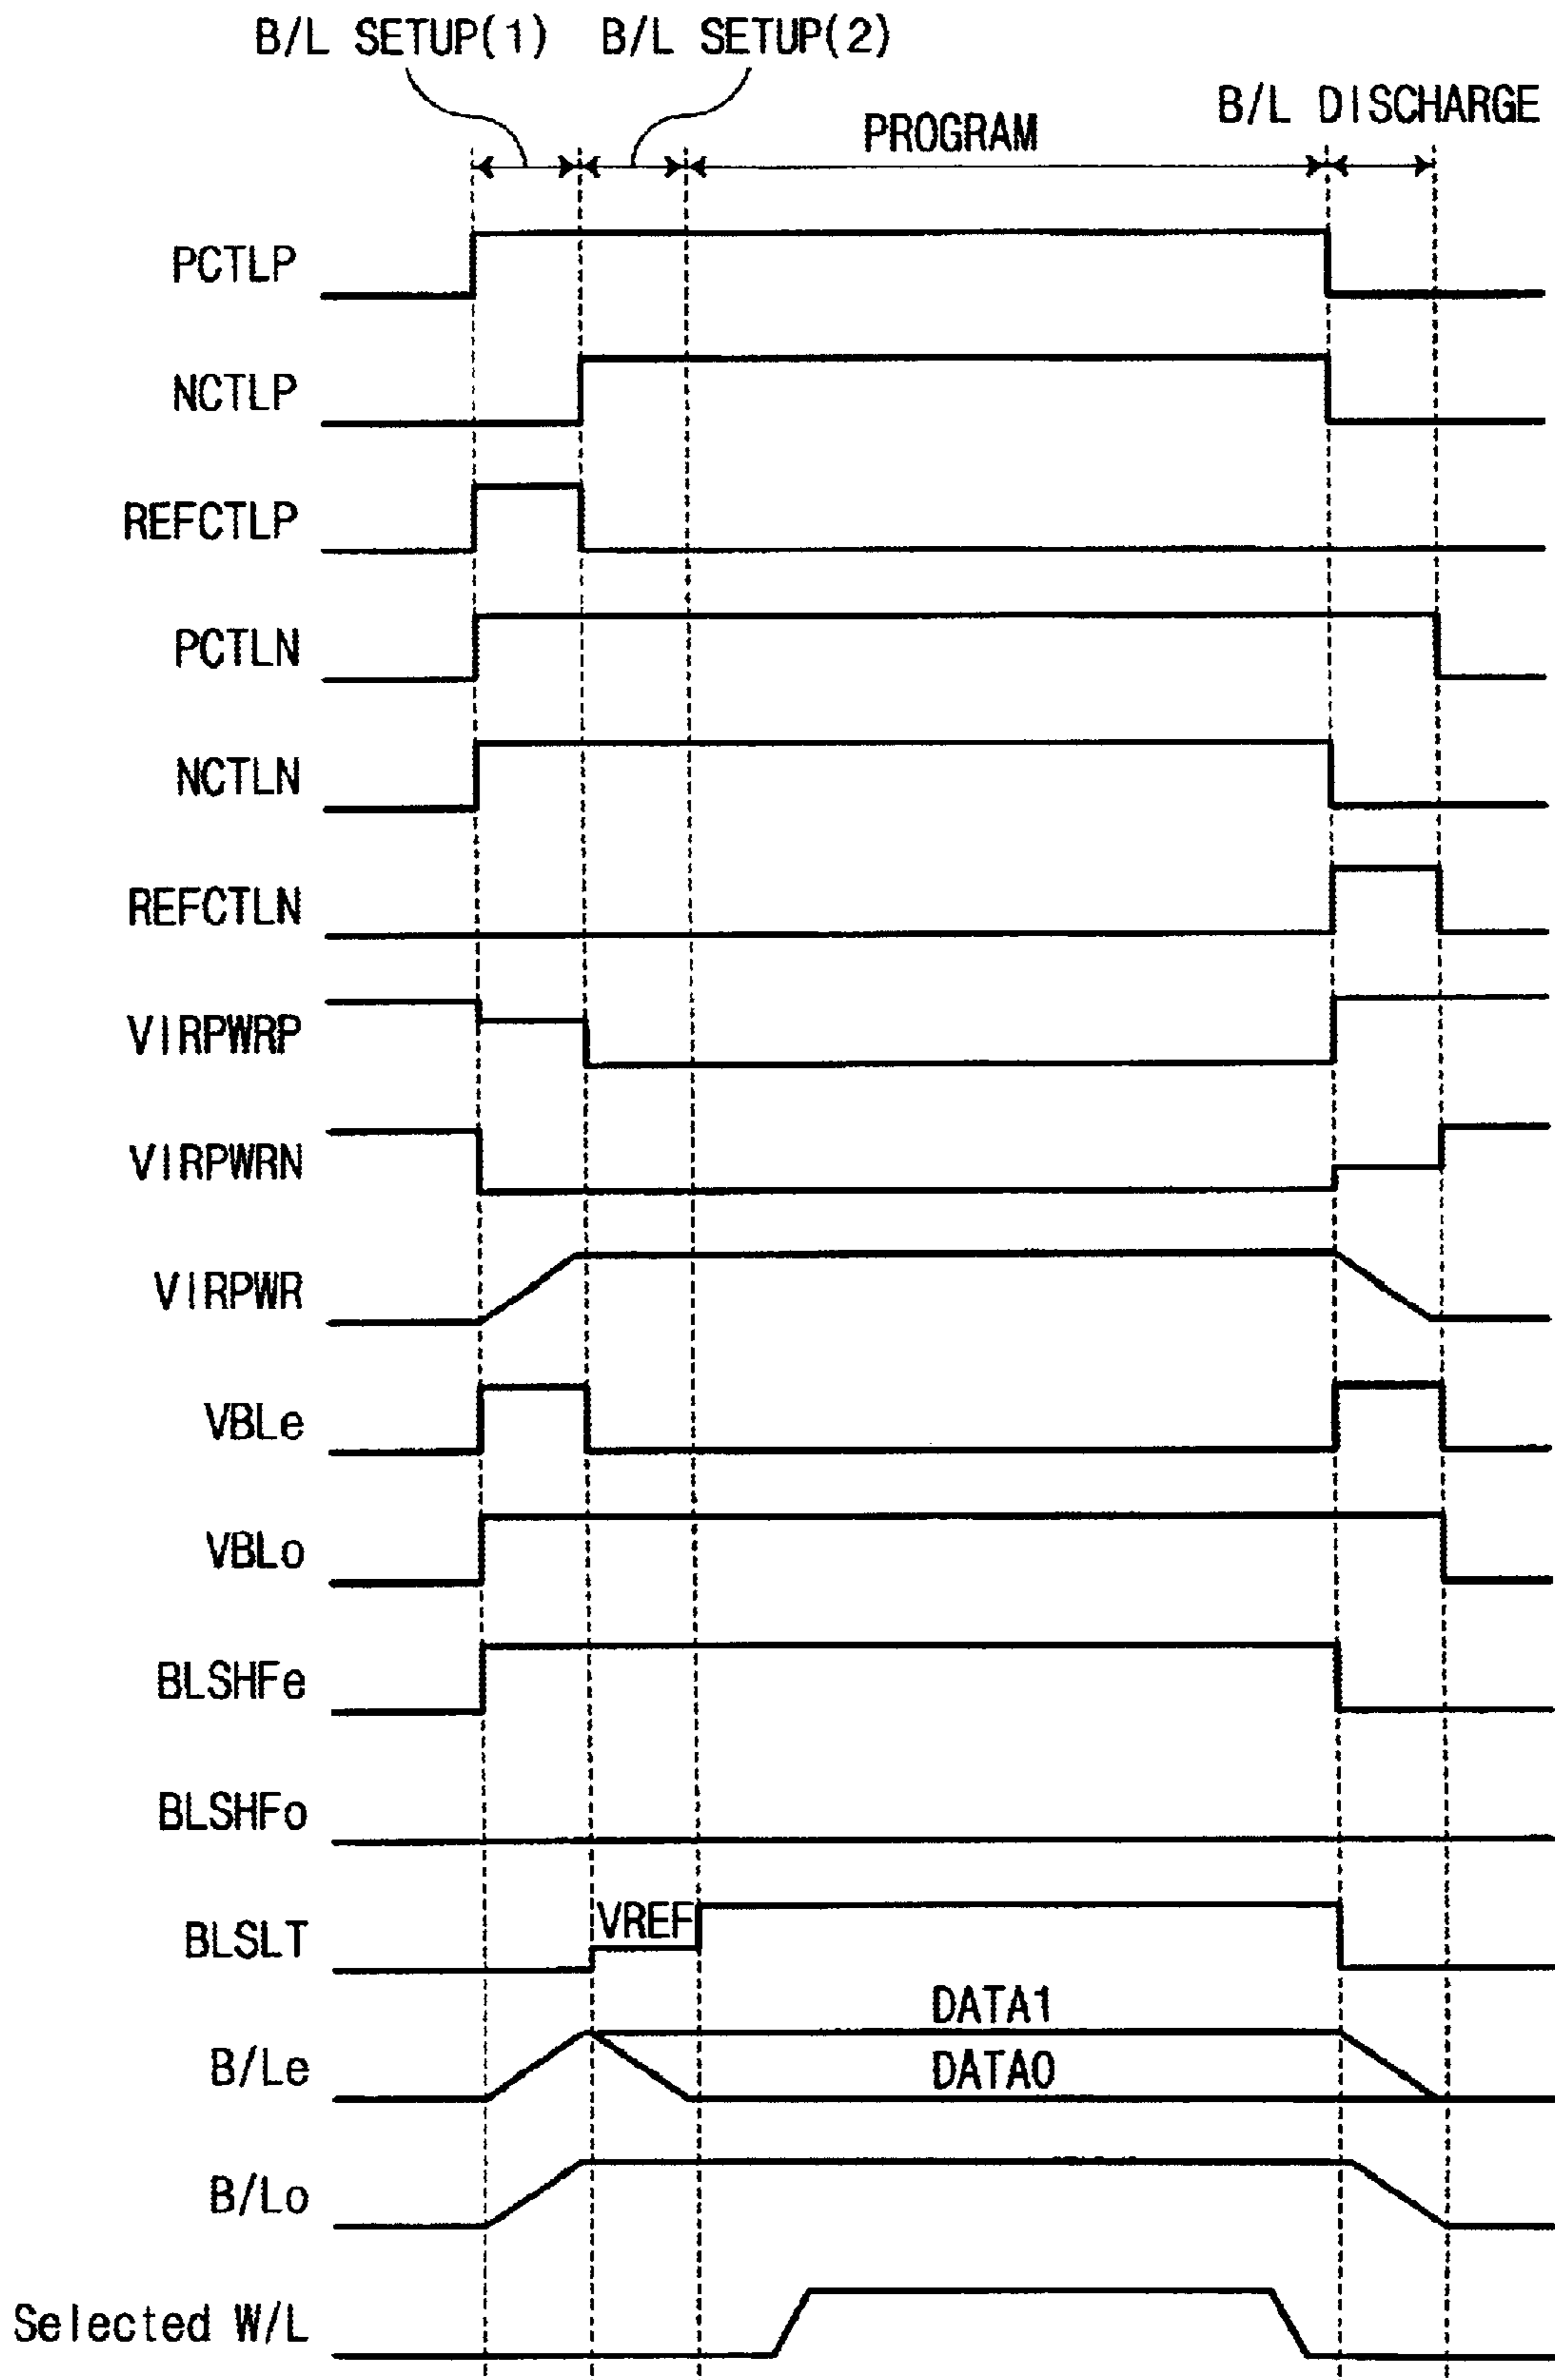 B/L SETUP(1) B/L SETUP(2)
B/L DISCHARGE
PROGRAM
PCTLP
NCTLP
REFCTLP
PCTLN
NCTLN
REFCTLN
VIRPWRP
VIRPWRN
VIRPWR
VBLe
VBLo
BLSHFe
BLSHFo
VREF
BLSLT
DATA1
B/Le
DATA0
B/Lo
Selected W/L